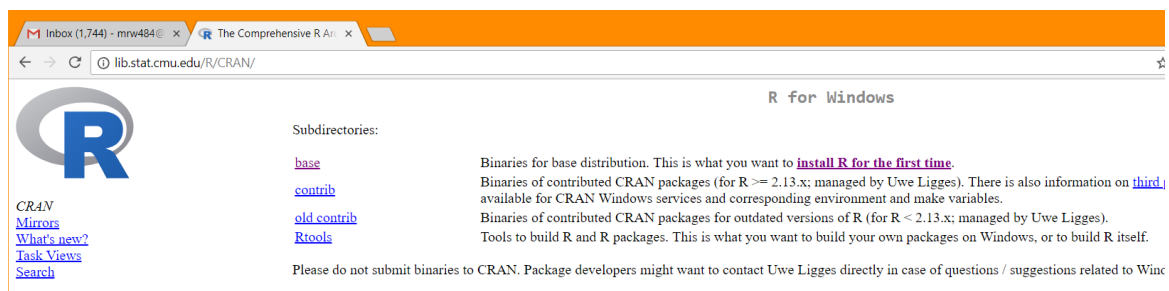 Inbox (1,744) - mrw484@ The Comprehensive R Arc
lib.stat.cmu.edu/R/CRAN/
R
R for Windows
Subdirectories:
base Binaries for base distribution. This is what you want to install R for the first time.
contrib Binaries of contributed CRAN packages (for R >= 2.13.x; managed by Uwe Ligges). There is also information on third
available for CRAN Windows services and corresponding environment and make variables.
old contrib Binaries of contributed CRAN packages for outdated versions of R (for R < 2.13.x; managed by Uwe Ligges).
Rtools Tools to build R and R packages. This is what you want to build your own packages on Windows, or to build R itself.
Please do not submit binaries to CRAN. Package developers might want to contact Uwe Ligges directly in case of questions / suggestions related to Wind
CRAN
Mirrors
What's new?
Task Views
Search